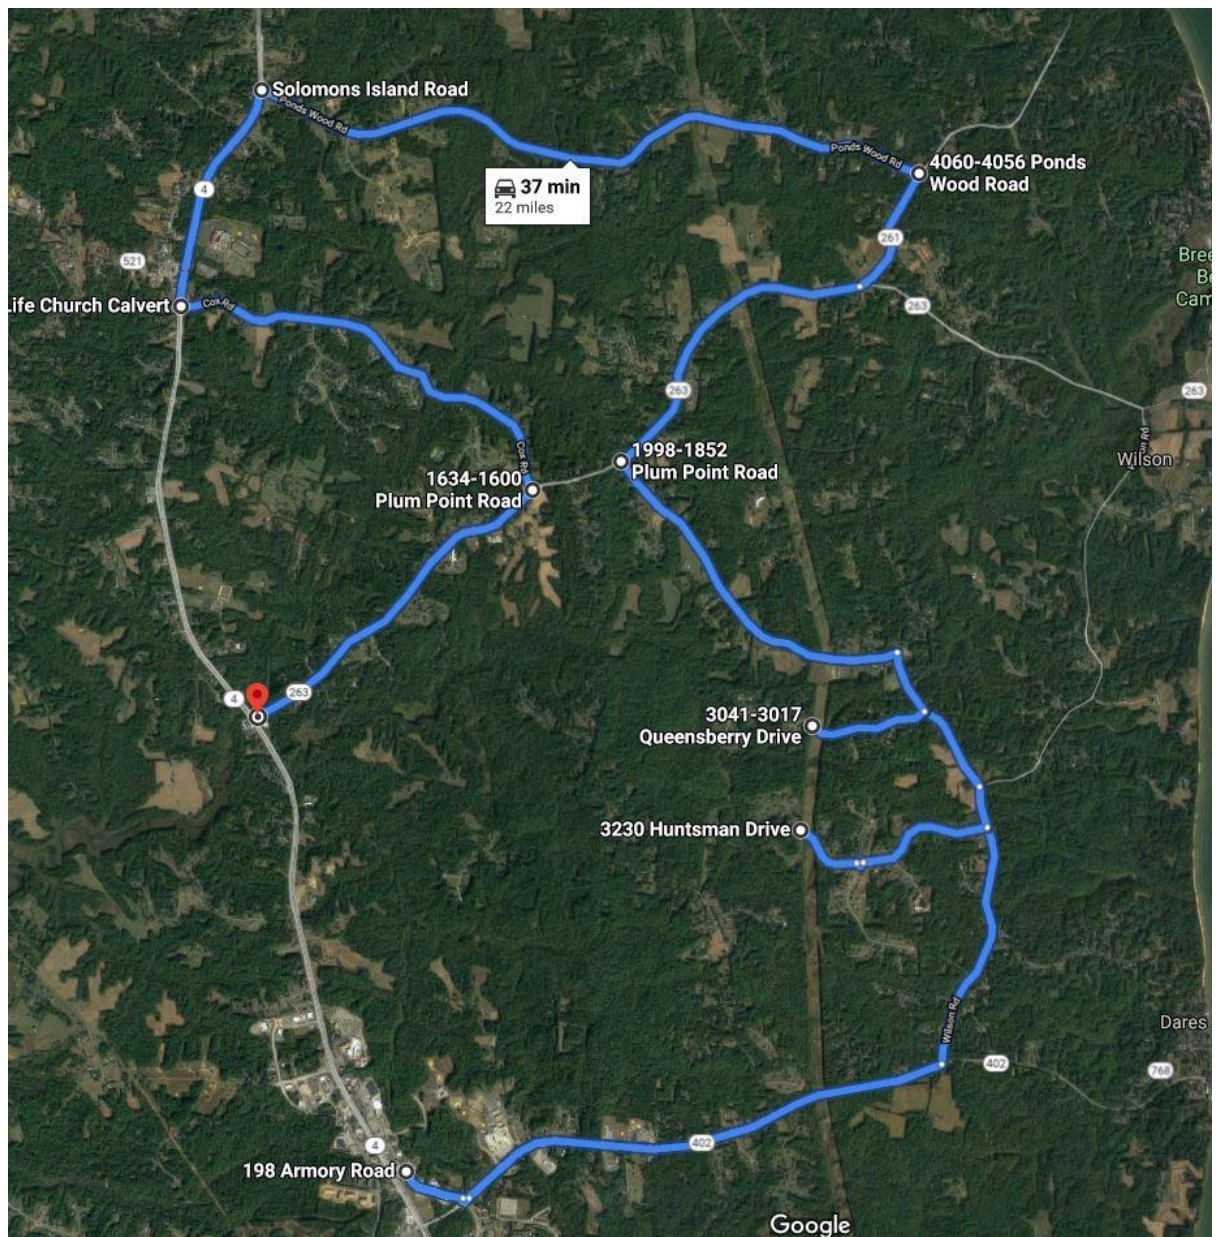 Solomons Island Road
Ponds Wood Rd
Ponds Wood Rd
4060-4056 Ponds
Wood Road
37 min
22 miles
4
261
521
Bree
Be
Cam
Life Church Calvert
Cox Rd
263
263
263
Cox Rd
1998-1852
Plum Point Road
Wilson
1634-1600
Plum Point Road
4
263
3041-3017
Queensberry Drive
3230 Huntsman Drive
Wilson Rd
Dares
402
768
4
402
198 Armory Road
Google